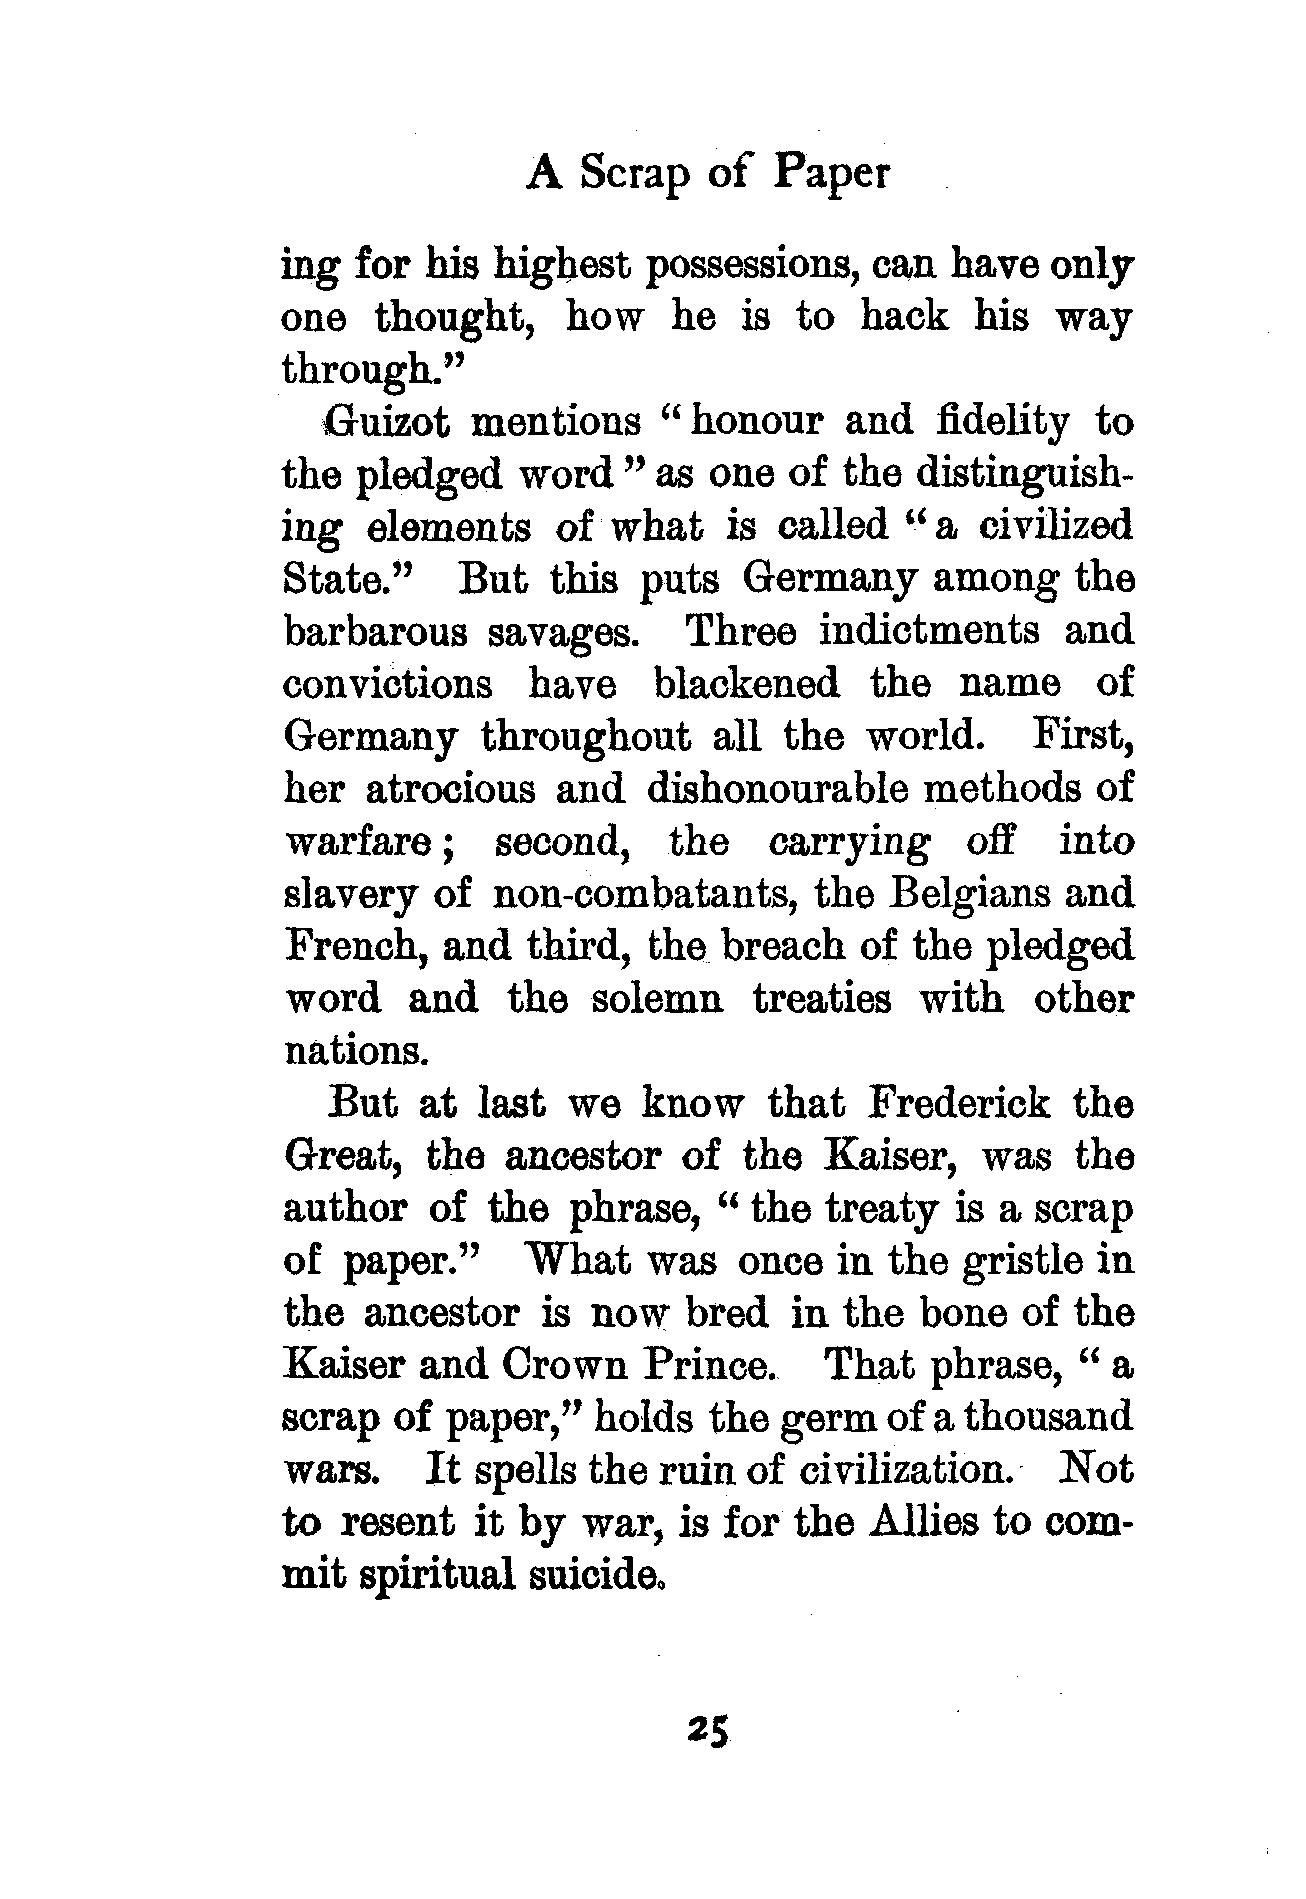 A Scrap of Paper
ing for his highest possessions, can have only
one thought, how he is to hack his way
through."
Guizot mentions "honour and fidelity to
the pledged word" as one of the distinguish-
ing elements of what is called "a civilized
State." But this puts Germany among the
barbarous savages. Three indictments and
convictions have blackened the name of
Germany throughout all the world. First,
her atrocious and dishonourable methods of
warfare; second, the carrying off into
slavery of non-combatants, the Belgians and
French, and third, the breach of the pledged
word and the solemn treaties with other
nations.
But at last we know that Frederick the
Great, the ancestor of the Kaiser, was the
author of the phrase, "the treaty is a scrap
of paper." What was once in the gristle in
the ancestor is now bred in the bone of the
Kaiser and Crown Prince. That phrase, "a
scrap of paper," holds the germ of a thousand
wars. It spells the ruin of civilization. Not
to resent it by war, is for the Allies to com-
mit spiritual suicide.
25